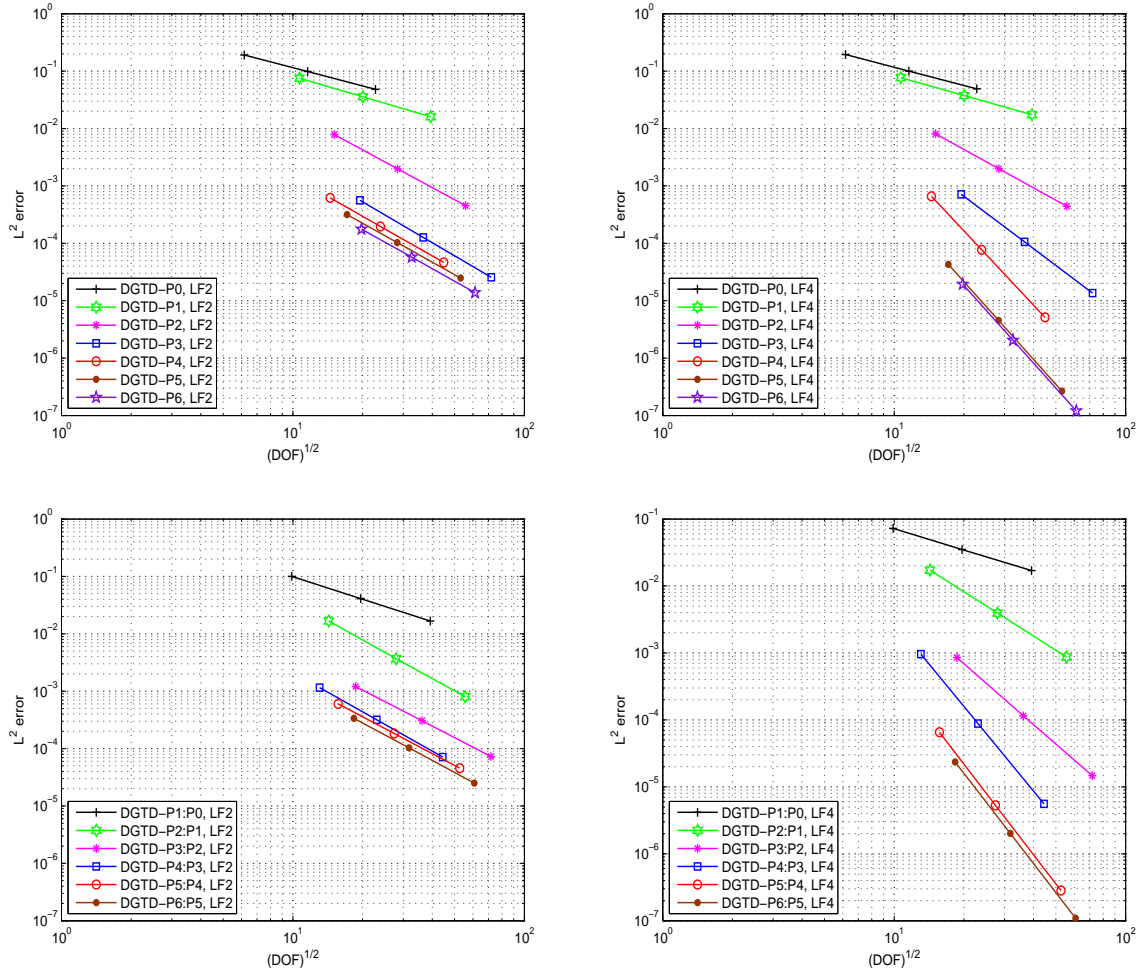 10^0
10^-1
10^-2
10^-3
10^-4
10^-5
10^-6
10^-7
L^2 error
DGTD-P0, LF2
DGTD-P1, LF2
DGTD-P2, LF2
DGTD-P3, LF2
DGTD-P4, LF2
DGTD-P5, LF2
DGTD-P6, LF2
10^0
10^1
10^2
(DOF)^1/2
10^0
10^-1
10^-2
10^-3
10^-4
10^-5
10^-6
10^-7
L^2 error
DGTD-P0, LF4
DGTD-P1, LF4
DGTD-P2, LF4
DGTD-P3, LF4
DGTD-P4, LF4
DGTD-P5, LF4
DGTD-P6, LF4
10^0
10^1
10^2
(DOF)^1/2
10^0
10^-1
10^-2
10^-3
10^-4
10^-5
10^-6
10^-7
L^2 error
DGTD-P1:P0, LF2
DGTD-P2:P1, LF2
DGTD-P3:P2, LF2
DGTD-P4:P3, LF2
DGTD-P5:P4, LF2
DGTD-P6:P5, LF2
10^0
10^1
10^2
(DOF)^1/2
10^-1
10^-2
10^-3
10^-4
10^-5
10^-6
10^-7
L^2 error
DGTD-P1:P0, LF4
DGTD-P2:P1, LF4
DGTD-P3:P2, LF4
DGTD-P4:P3, LF4
DGTD-P5:P4, LF4
DGTD-P6:P5, LF4
10^0
10^1
10^2
(DOF)^1/2